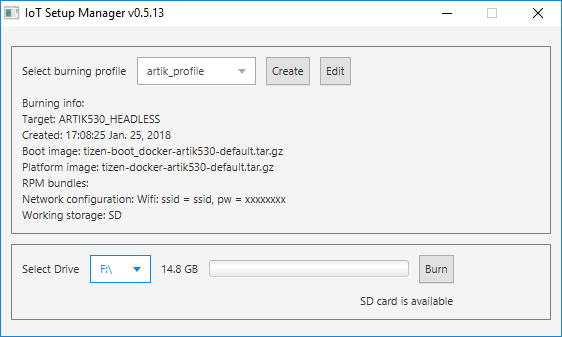 IoT Setup Manager v0.5.13
Select burning profile artik_profile Create Edit
Burning info:
Target: ARTIK530_HEADLESS
Created: 17:08:25 Jan. 25, 2018
Boot image: tizen-boot_docker-artik530-default.tar.gz
Platform image: tizen-docker-artik530-default.tar.gz
RPM bundles:
Network configuration: Wifi: ssid = ssid, pw = xxxxxxxx
Working storage: SD
Select Drive F:\ 14.8 GB Burn
SD card is available